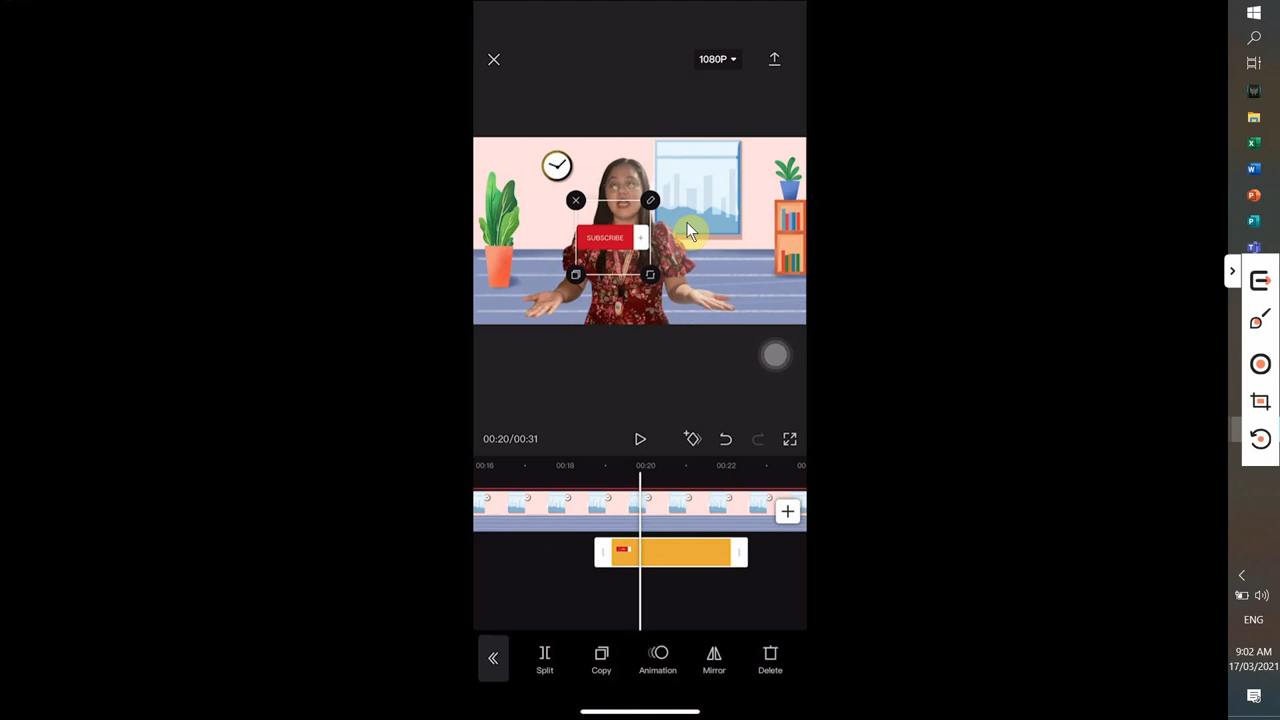 1080P
SUBSCRIBE +
00:20/00:31
00:16 00:18 00:20 00:22 00
Split Copy Animation Mirror Delete
ENG
9:02 AM
17/03/2021